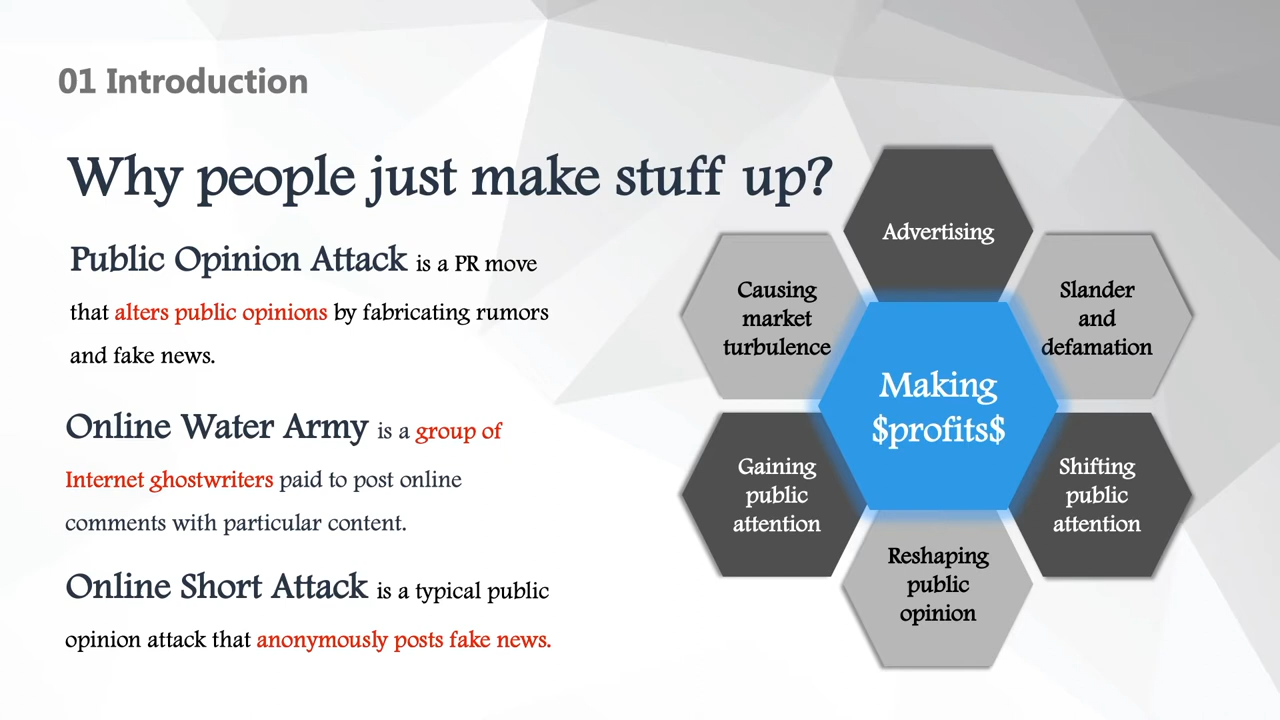 01 Introduction
Why people just make stuff up?
Public Opinion Attack is a PR move
that alters public opinions by fabricating rumors
and fake news.
Online Water Army is a group of
Internet ghostwriters paid to post online
comments with particular content.
Online Short Attack is a typical public
opinion attack that anonymously posts fake news.
Advertising
Causing
market
turbulence
Slander
and
defamation
Making
$profits$
Gaining
public
attention
Shifting
public
attention
Reshaping
public
opinion